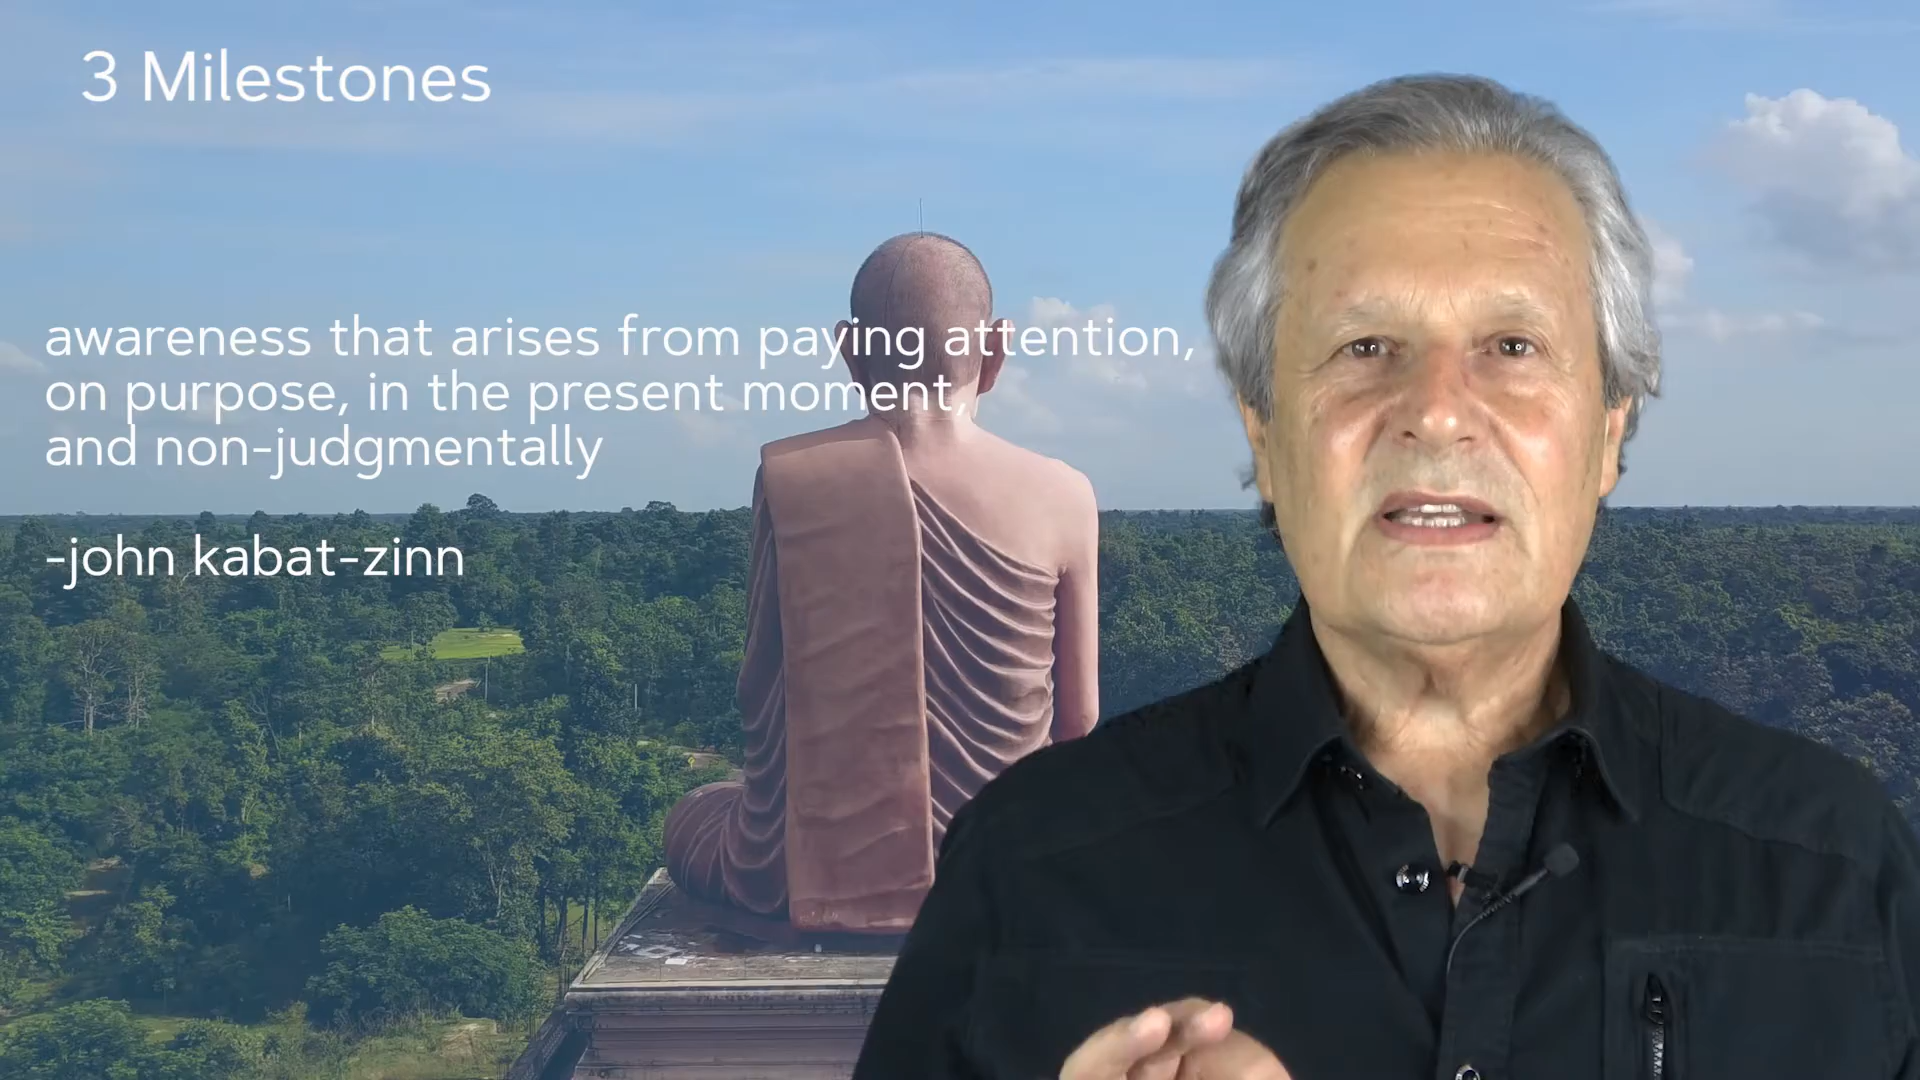 3 Milestones
awareness that arises from paying attention,
on purpose, in the present moment,
and non-judgmentally
-john kabat-zinn